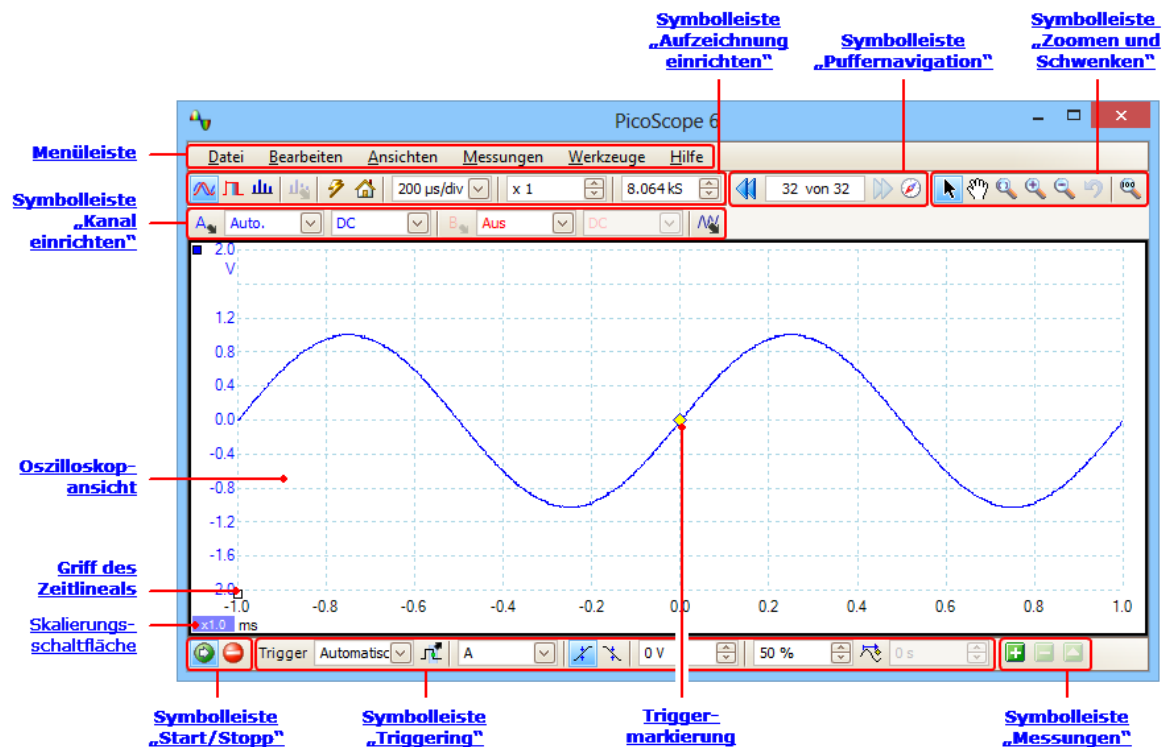 Symbolleiste
„Aufzeichnung
einrichten“
Symbolleiste
„Puffernavigation“
Symbolleiste
„Zoomen und
Schwenken“
PicoScope 6
Menüleiste
Datei Bearbeiten Ansichten Messungen Werkzeuge Hilfe
200 µs/div x 1 8.064 kS 32 von 32
Symbolleiste
„Kanal
einrichten“
A Auto. DC B Aus DC
2.0
V
1.2
0.8
0.4
0.0
-0.4
-0.8
-1.2
-1.6
-2.0
Oszilloskop-
ansicht
Griff des
Zeitlineals
-1.0 -0.8 -0.6 -0.4 -0.2 0.0 0.2 0.4 0.6 0.8 1.0
Skalierungs-
schaltfläche
x1.0 ms
Trigger Automatisc A 0 V 50 % 0 s
Symbolleiste
„Start/Stopp“
Symbolleiste
„Triggering“
Trigger-
markierung
Symbolleiste
„Messungen“